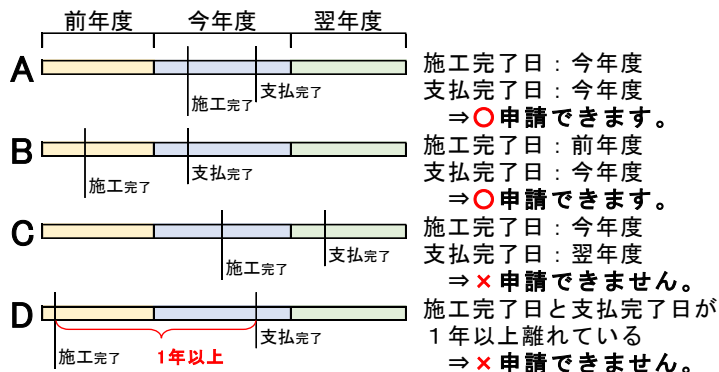 前年度 今年度 翌年度
A
施工完了
支払完了
施工完了日：今年度
支払完了日：今年度
⇒○申請できます。
B
施工完了
支払完了
施工完了日：前年度
支払完了日：今年度
⇒○申請できます。
C
施工完了
支払完了
施工完了日：今年度
支払完了日：翌年度
⇒×申請できません。
D
施工完了
1年以上
支払完了
施工完了日と支払完了日が
１年以上離れている
⇒×申請できません。